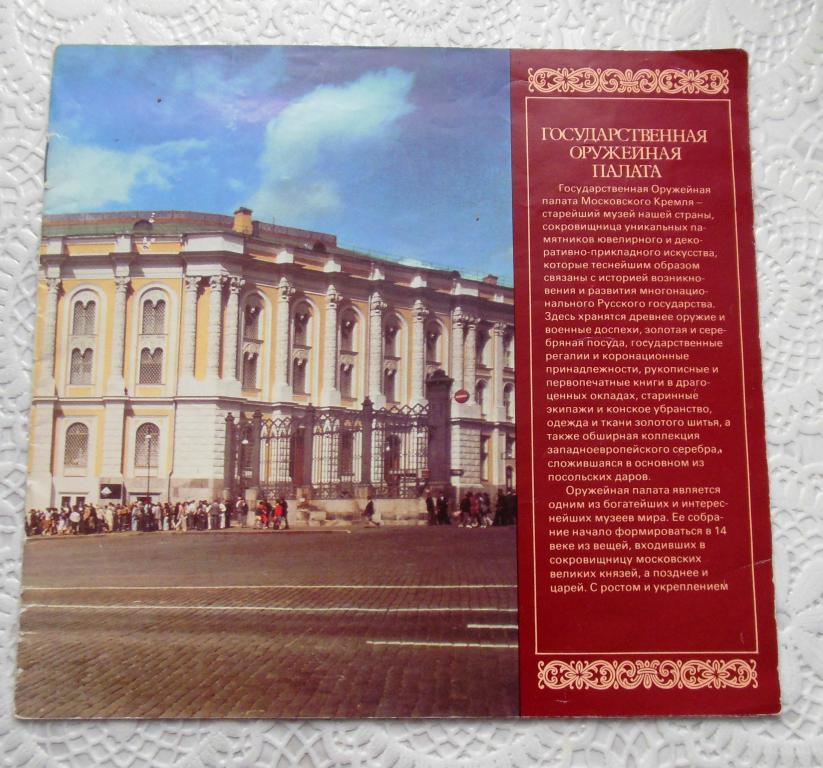 ГОСУДАРСТВЕННАЯ
ОРУЖЕЙНАЯ
ПАЛАТА
Государственная Оружейная
палата Московского Кремля –
старейший музей нашей страны,
сокровищница уникальных па-
мятников ювелирного и деко-
ративно-прикладного искусства,
которые теснейшим образом
связаны с историей возникно-
вения и развития многонацио-
нального Русского государства.
Здесь хранятся древнее оружие и
военные доспехи, золотая и сере-
бряная посуда, государственные
регалии и коронационные
принадлежности, рукописные и
первопечатные книги в драго-
ценных окладах, старинные
экипажи и конское убранство,
одежда и ткани золотого шитья, а
также обширная коллекция
западноевропейского серебра,
сложившаяся в основном из
посольских даров.
Оружейная палата является
одним из богатейших и интерес-
нейших музеев мира. Ее собра-
ние начало формироваться в 14
веке из вещей, входивших в
сокровищницу московских
великих князей, а позднее и
царей. С ростом и укреплением